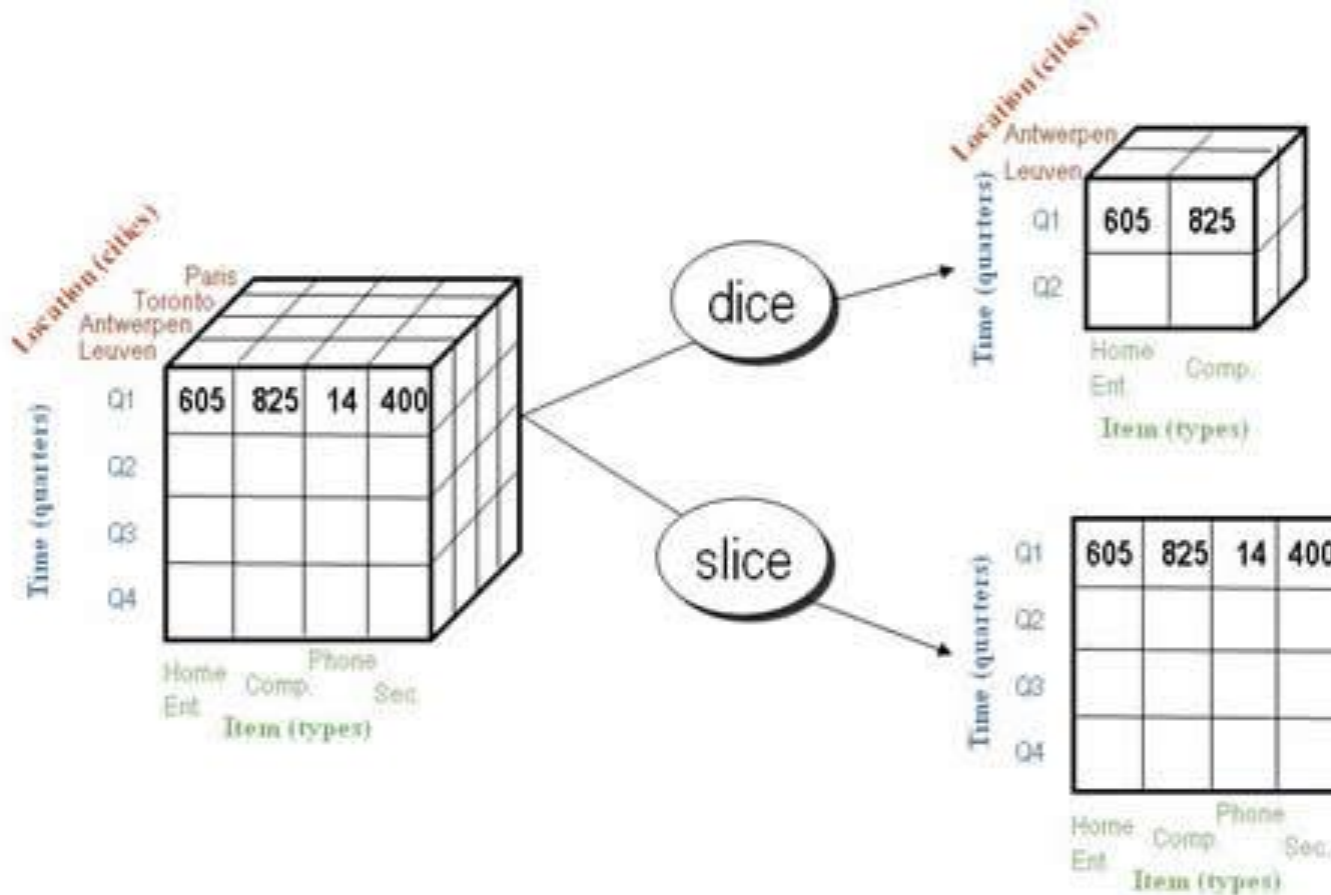 Location (cities)
Paris
Toronto
Antwerpen
Leuven
Time (quarters)
Q1 605 825 14 400
Q2
Q3
Q4
Home Ent.
Comp.
Phone
Sec.
Item (types)
dice
slice
Location (cities)
Antwerpen
Leuven
Time (quarters)
Q1 605 825
Q2
Home Ent.
Comp.
Item (types)
Time (quarters)
Q1 605 825 14 400
Q2
Q3
Q4
Home Ent.
Comp.
Phone
Sec.
Item (types)